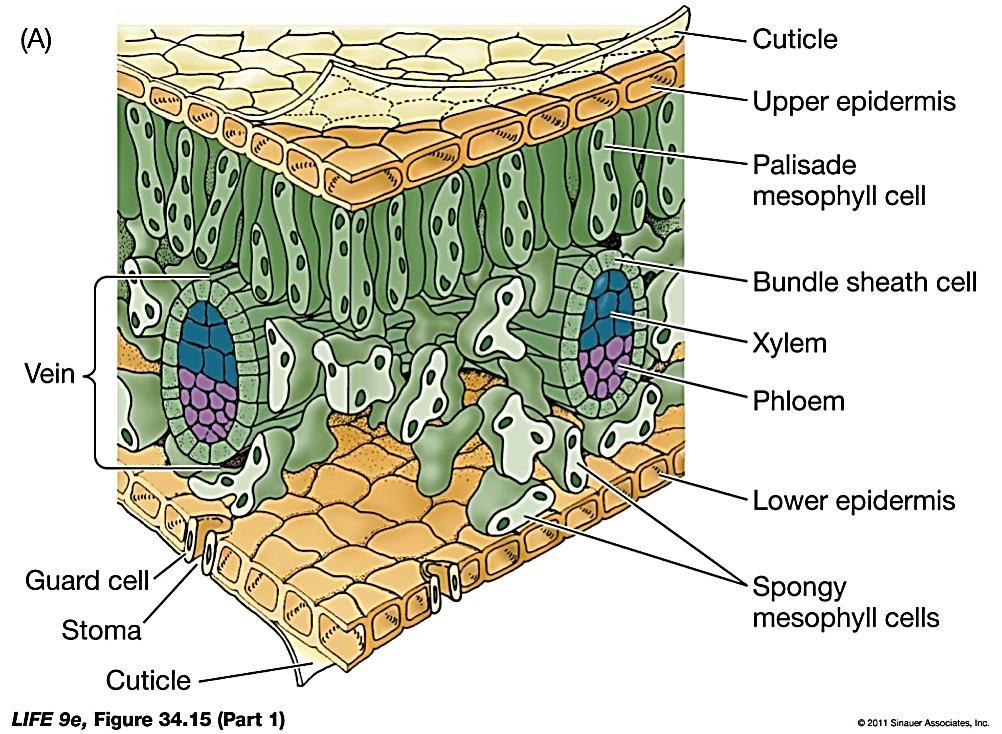 (A)
Cuticle
Upper epidermis
Palisade
mesophyll cell
Bundle sheath cell
Xylem
Vein
Phloem
Lower epidermis
Guard cell
Spongy
mesophyll cells
Stoma
Cuticle
LIFE 9e, Figure 34.15 (Part 1)
© 2011 Sinauer Associates, Inc.